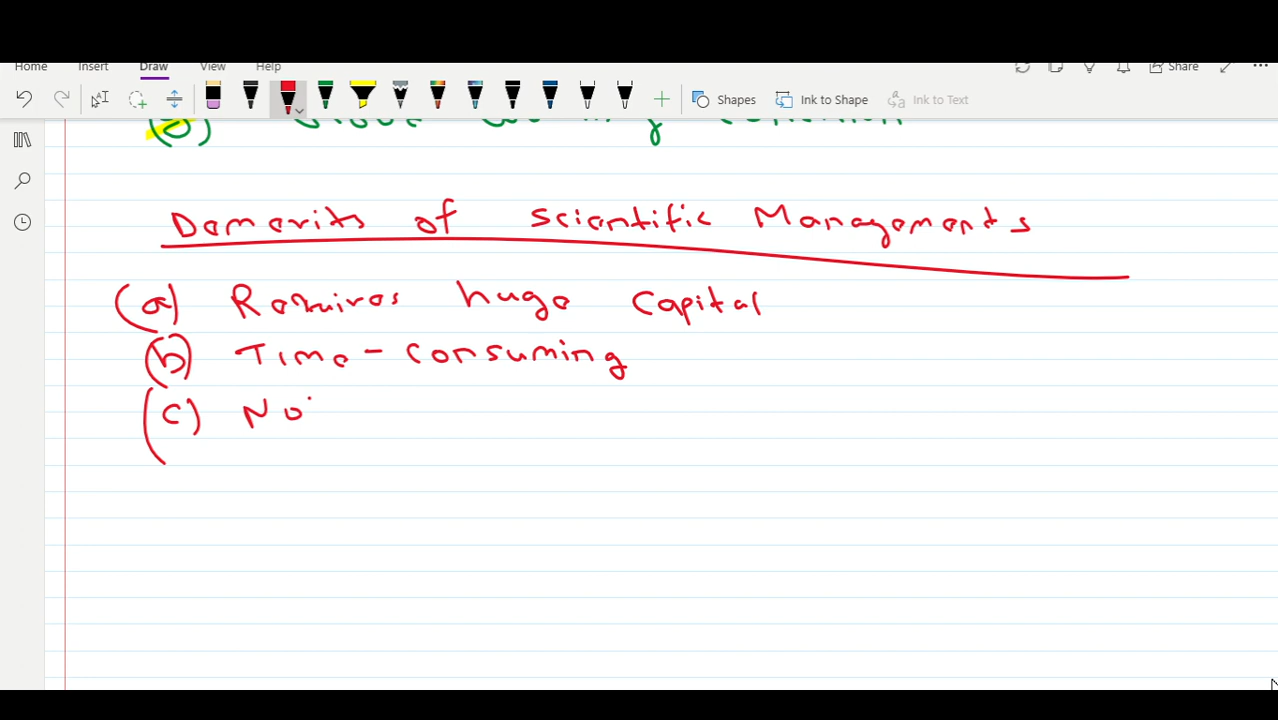 Home Insert Draw View Help Share
Shapes Ink to Shape Ink to Text
Demerits of Scientific Managements
(a) Requires huge Capital
(b) Time-Consuming
(c) No